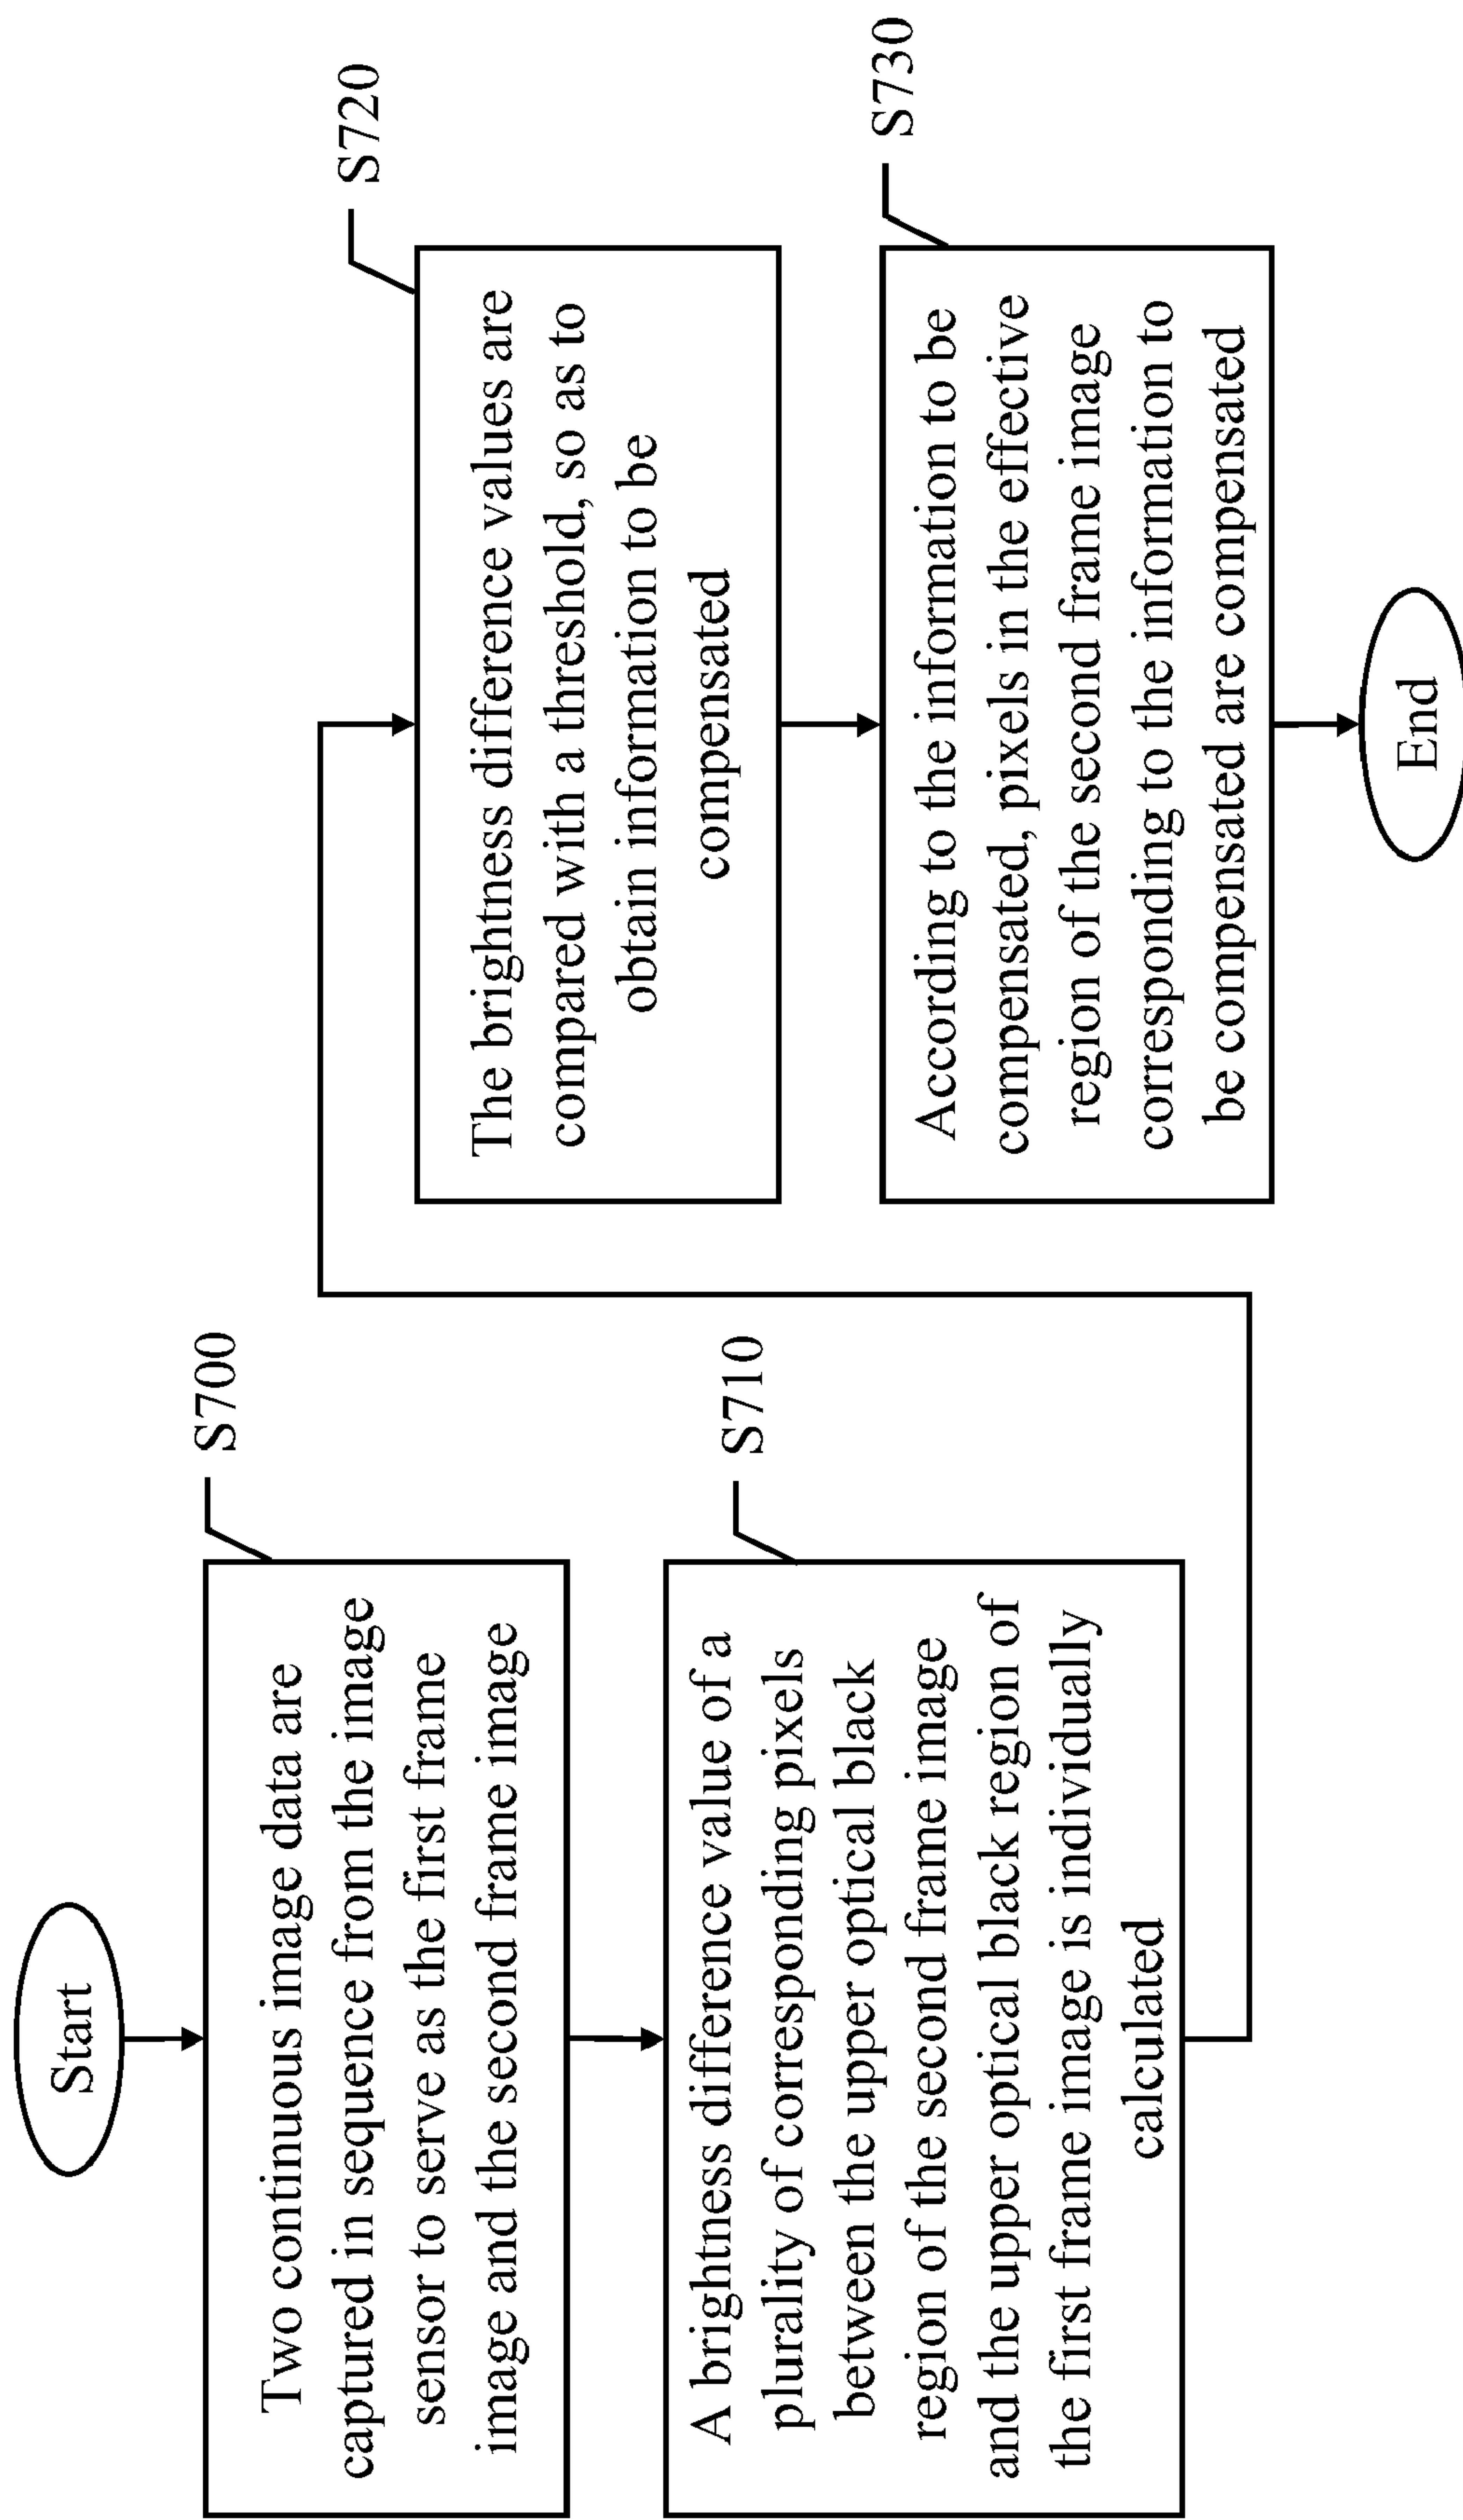 Start
S700
Two continuous image data are
captured in sequence from the image
sensor to serve as the first frame
image and the second frame image
S710
A brightness difference value of a
plurality of corresponding pixels
between the upper optical black
region of the second frame image
and the upper optical black region of
the first frame image is individually
calculated
S720
The brightness difference values are
compared with a threshold, so as to
obtain information to be
compensated
S730
According to the information to be
compensated, pixels in the effective
region of the second frame image
corresponding to the information to
be compensated are compensated
End